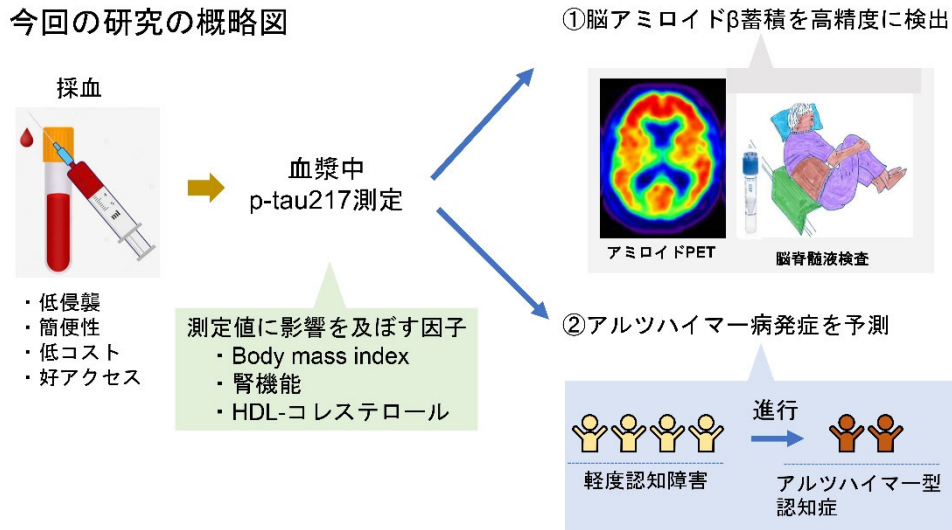 今回の研究の概略図
採血
・低侵襲
・簡便性
・低コスト
・好アクセス
血漿中
p-tau217測定
測定値に影響を及ぼす因子
・Body mass index
・腎機能
・HDL-コレステロール
①脳アミロイドβ蓄積を高精度に検出
アミロイドPET
脳脊髄液検査
②アルツハイマー病発症を予測
進行
軽度認知障害
アルツハイマー型
認知症